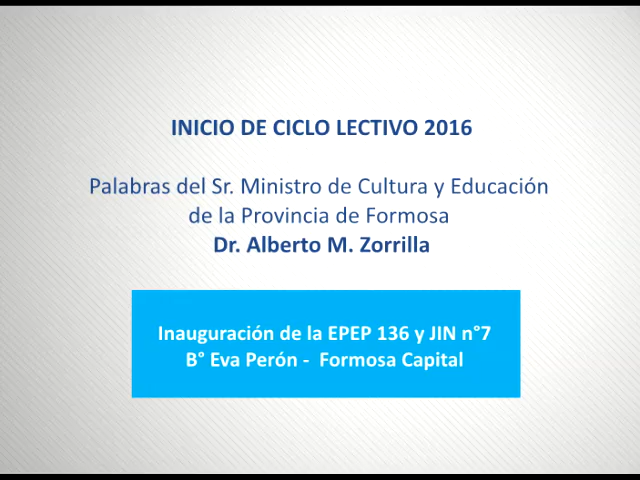 INICIO DE CICLO LECTIVO 2016
Palabras del Sr. Ministro de Cultura y Educación
de la Provincia de Formosa
Dr. Alberto M. Zorrilla
Inauguración de la EPEP 136 y JIN n°7
B° Eva Perón -  Formosa Capital